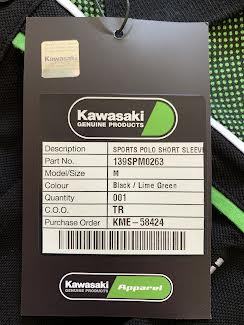 Kawasaki
GENUINE PRODUCTS
Description SPORTS POLO SHORT SLEEV
Part No. 139SPM0263
Model/Size M
Colour Black / Lime Green
Quantity 001
C.O.O. TR
Purchase Order KME-58424
Kawasaki
GENUINE PRODUCTS
Apparel